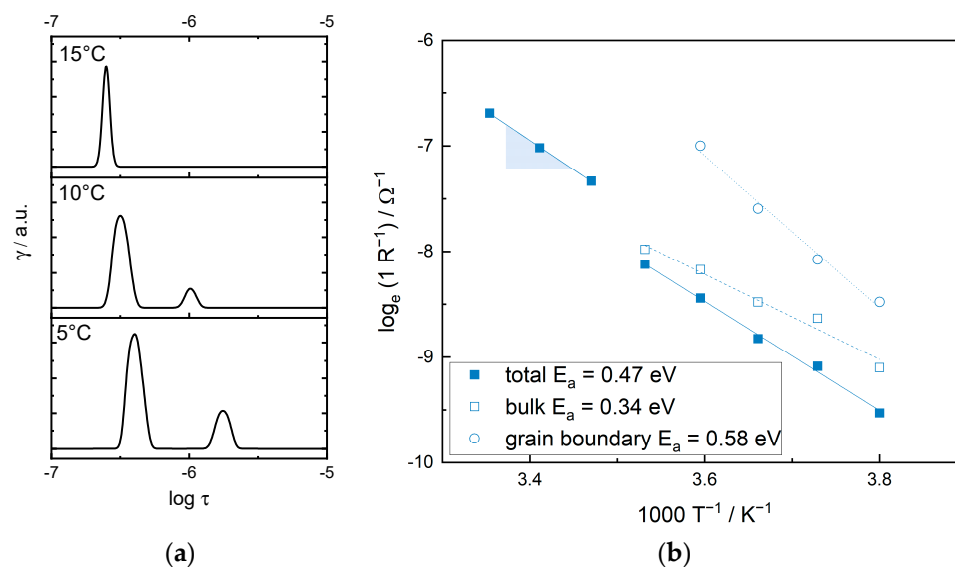 -7 -6 -5
15°C
10°C
5°C
γ / a.u.
-7 -6 -5
log τ
(a)
-6
-7
-8
-9
-10
logₑ (1 R⁻¹) / Ω⁻¹
total Eₐ = 0.47 eV
bulk Eₐ = 0.34 eV
grain boundary Eₐ = 0.58 eV
3.4 3.6 3.8
1000 T⁻¹ / K⁻¹
(b)